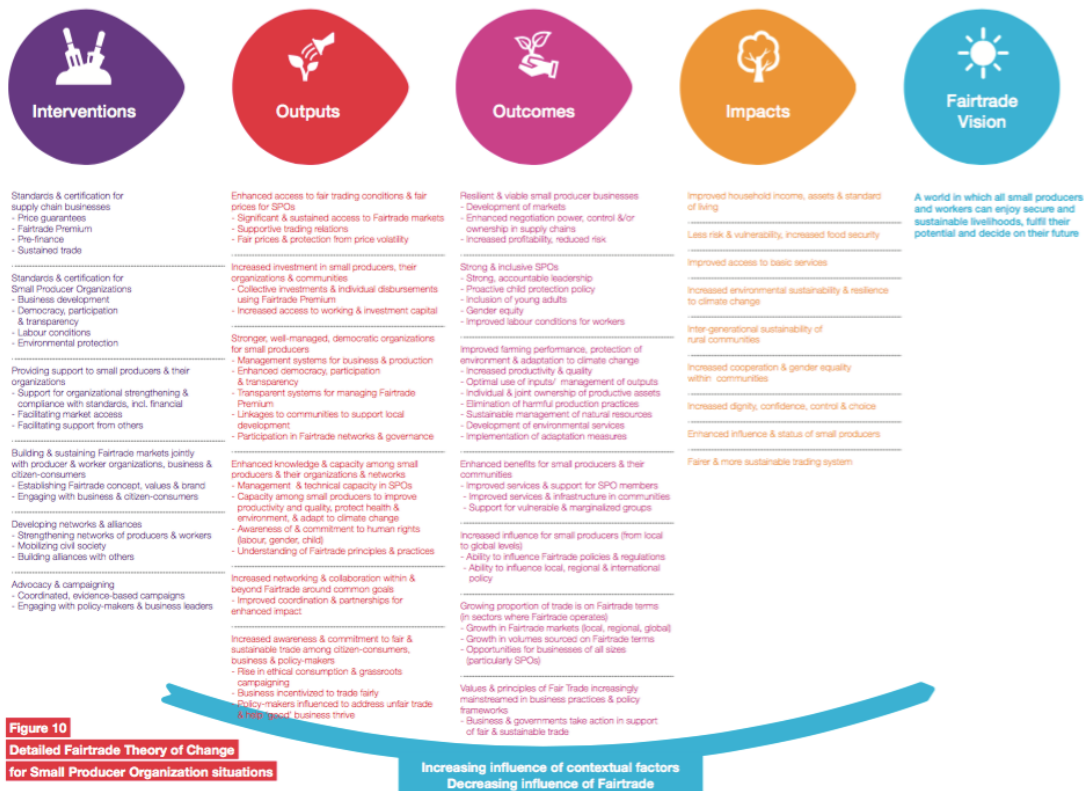 Interventions
Outputs
Outcomes
Impacts
Fairtrade
Vision
Standards & certification for
supply chain businesses
- Price guarantees
- Fairtrade Premium
- Pre-finance
- Sustained trade
Standards & certification for
Small Producer Organizations
- Business development
- Democracy, participation
& transparency
- Labour conditions
- Environmental protection
Providing support to small producers & their
organizations
- Support for organizational strengthening &
compliance with standards, incl. financial
- Facilitating market access
- Facilitating support from others
Building & sustaining Fairtrade markets jointly
with producer & worker organizations, business &
citizen-consumers
- Establishing Fairtrade concept, values & brand
- Engaging with business & citizen-consumers
Developing networks & alliances
- Strengthening networks of producers & workers
- Mobilizing civil society
- Building alliances with others
Advocacy & campaigning
- Coordinated, evidence-based campaigns
- Engaging with policy-makers & business leaders
Enhanced access to fair trading conditions & fair
prices for SPOs
- Significant & sustained access to Fairtrade markets
- Supportive trading relations
- Fair prices & protection from price volatility
Increased investment in small producers, their
organizations & communities
- Collective investments & individual disbursements
using Fairtrade Premium
- Increased access to working & investment capital
Stronger, well-managed, democratic organizations
for small producers
- Management systems for business & production
- Enhanced democracy, participation
& transparency
- Transparent systems for managing Fairtrade
Premium
- Linkages to communities to support local
development
- Participation in Fairtrade networks & governance
Enhanced knowledge & capacity among small
producers & their organizations & networks
- Management & technical capacity in SPOs
- Capacity among small producers to improve
productivity and quality, protect health &
environment, & adapt to climate change
- Awareness of & commitment to human rights
(labour, gender, child)
- Understanding of Fairtrade principles & practices
Increased networking & collaboration within &
beyond Fairtrade around common goals
- Improved coordination & partnerships for
enhanced impact
Increased awareness & commitment to fair &
sustainable trade among citizen-consumers,
business & policy-makers
- Rise in ethical consumption & grassroots
campaigning
- Business incentivized to trade fairly
- Policy-makers influenced to address unfair trade
& help 'good' business thrive
Resilient & viable small producer businesses
- Development of markets
- Enhanced negotiation power, control &/or
ownership in supply chains
- Increased profitability, reduced risk
Strong & inclusive SPOs
- Strong, accountable leadership
- Proactive child protection policy
- Inclusion of young adults
- Gender equity
- Improved labour conditions for workers
Improved farming performance, protection of
environment & adaptation to climate change
- Increased productivity & quality
- Optimal use of inputs/ management of outputs
- Individual & joint ownership of productive assets
- Elimination of harmful production practices
- Sustainable management of natural resources
- Development of environmental services
- Implementation of adaptation measures
Enhanced benefits for small producers & their
communities
- Improved services & support for SPO members
- Improved services & infrastructure in communities
- Support for vulnerable & marginalized groups
Increased influence for small producers (from local
to global levels)
- Ability to influence Fairtrade policies & regulations
- Ability to influence local, regional & international
policy
Growing proportion of trade is on Fairtrade terms
(in sectors where Fairtrade operates)
- Growth in Fairtrade markets (local, regional, global)
- Growth in volumes sourced on Fairtrade terms
- Opportunities for businesses of all sizes
(particularly SPOs)
Values & principles of Fair Trade increasingly
mainstreamed in business practices & policy
frameworks
- Business & governments take action in support
of fair & sustainable trade
Improved household income, assets & standard
of living
Less risk & vulnerability, increased food security
Improved access to basic services
Increased environmental sustainability & resilience
to climate change
Inter-generational sustainability of
rural communities
Increased cooperation & gender equality
within communities
Increased dignity, confidence, control & choice
Enhanced influence & status of small producers
Fairer & more sustainable trading system
A world in which all small producers
and workers can enjoy secure and
sustainable livelihoods, fulfil their
potential and decide on their future
Figure 10
Detailed Fairtrade Theory of Change
for Small Producer Organization situations
Increasing influence of contextual factors
Decreasing influence of Fairtrade